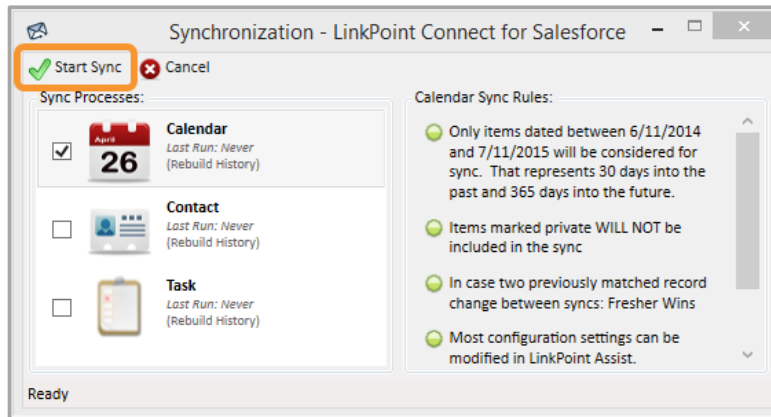 Synchronization - LinkPoint Connect for Salesforce
Start Sync
Cancel
Sync Processes:
April
26
Calendar
Last Run: Never
(Rebuild History)
Contact
Last Run: Never
(Rebuild History)
Task
Last Run: Never
(Rebuild History)
Calendar Sync Rules:
Only items dated between 6/11/2014
and 7/11/2015 will be considered for
sync. That represents 30 days into the
past and 365 days into the future.
Items marked private WILL NOT be
included in the sync
In case two previously matched record
change between syncs: Fresher Wins
Most configuration settings can be
modified in LinkPoint Assist.
Ready